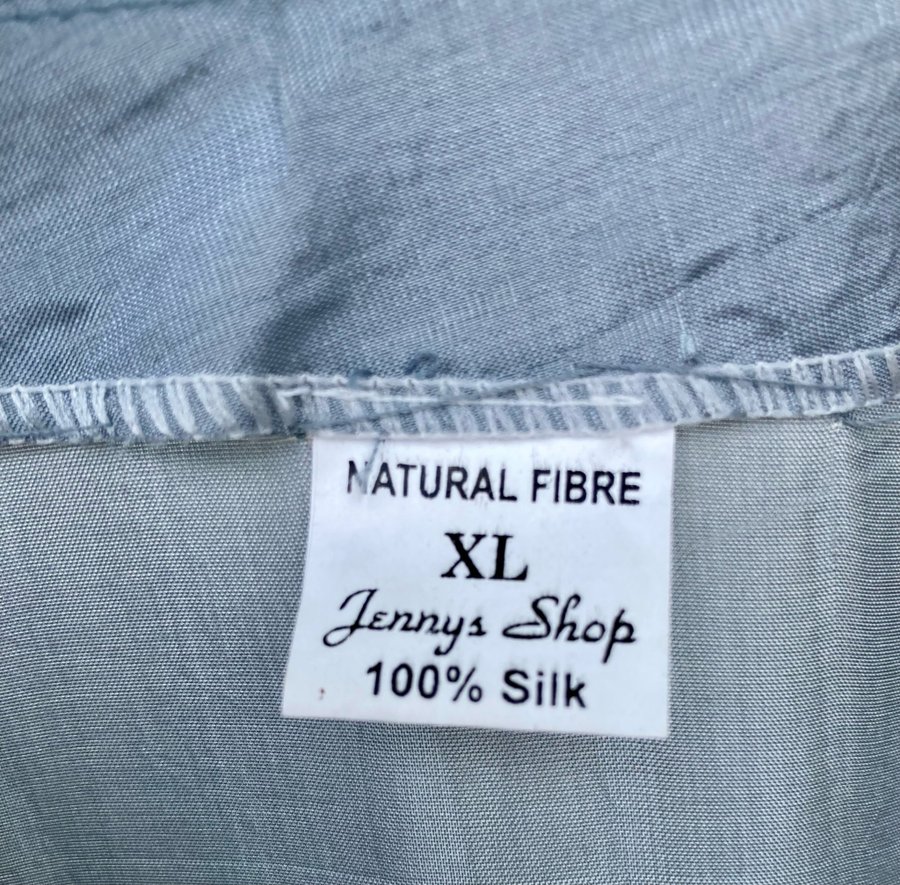 NATURAL FIBRE
XL
Jennys Shop
100% Silk